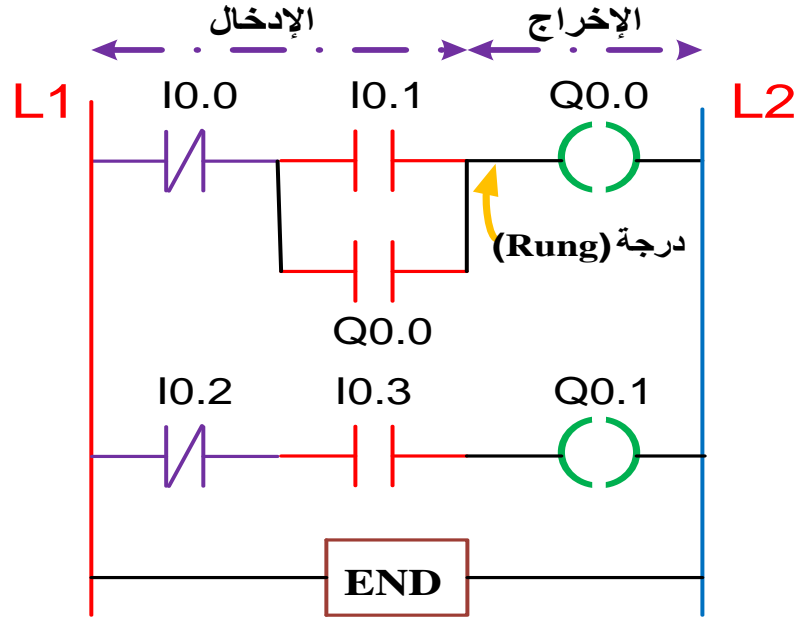 الإدخال الإخراج
L1 I0.0 I0.1 Q0.0 L2
درجة (Rung)
Q0.0
I0.2 I0.3 Q0.1
END